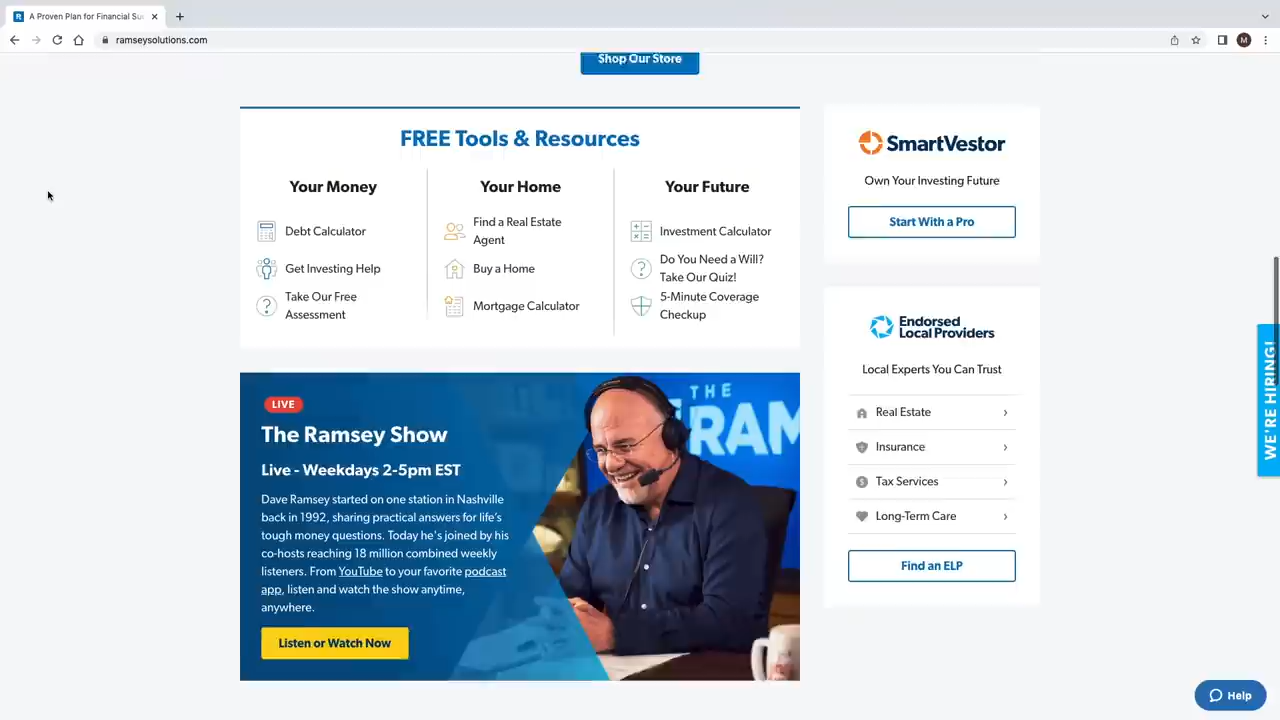 A Proven Plan for Financial Su
ramseysolutions.com
M
Shop Our Store
FREE Tools & Resources
Your Money
Debt Calculator
Get Investing Help
Take Our Free
Assessment
Your Home
Find a Real Estate
Agent
Buy a Home
Mortgage Calculator
Your Future
Investment Calculator
Do You Need a Will?
Take Our Quiz!
5-Minute Coverage
Checkup
SmartVestor
Own Your Investing Future
Start With a Pro
Endorsed
Local Providers
Local Experts You Can Trust
Real Estate
Insurance
Tax Services
Long-Term Care
Find an ELP
WE'RE HIRING!
LIVE
The Ramsey Show
Live - Weekdays 2-5pm EST
Dave Ramsey started on one station in Nashville
back in 1992, sharing practical answers for life's
tough money questions. Today he's joined by his
co-hosts reaching 18 million combined weekly
listeners. From YouTube to your favorite podcast
app, listen and watch the show anytime,
anywhere.
Listen or Watch Now
THE
RAM
Help